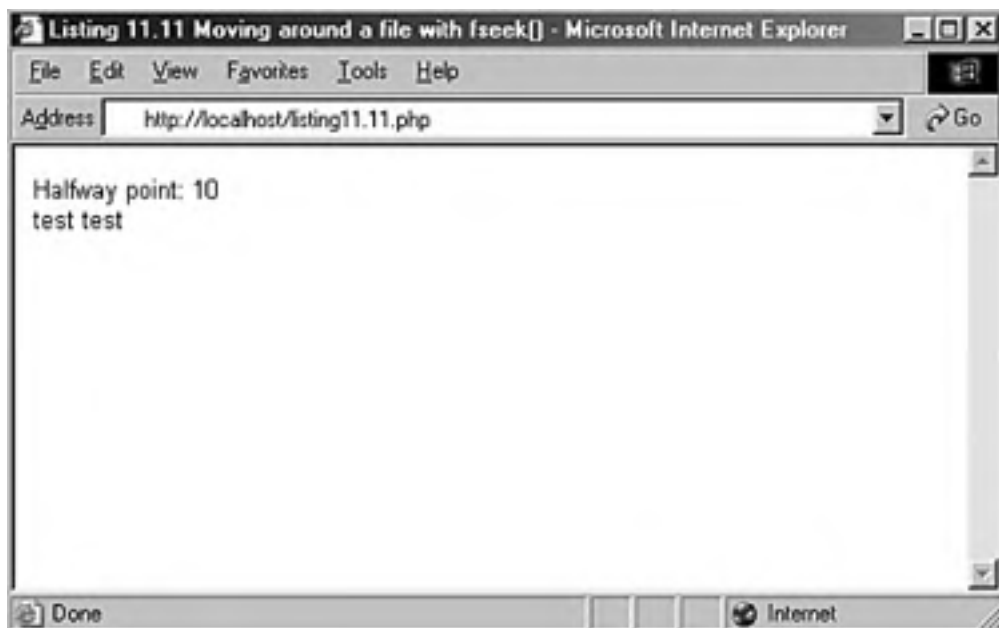 Listing 11.11 Moving around a file with fseek() - Microsoft Internet Explorer
File Edit View Favorites Tools Help
Address http://localhost/listing11.11.php Go
Halfway point: 10
test test
Done Internet